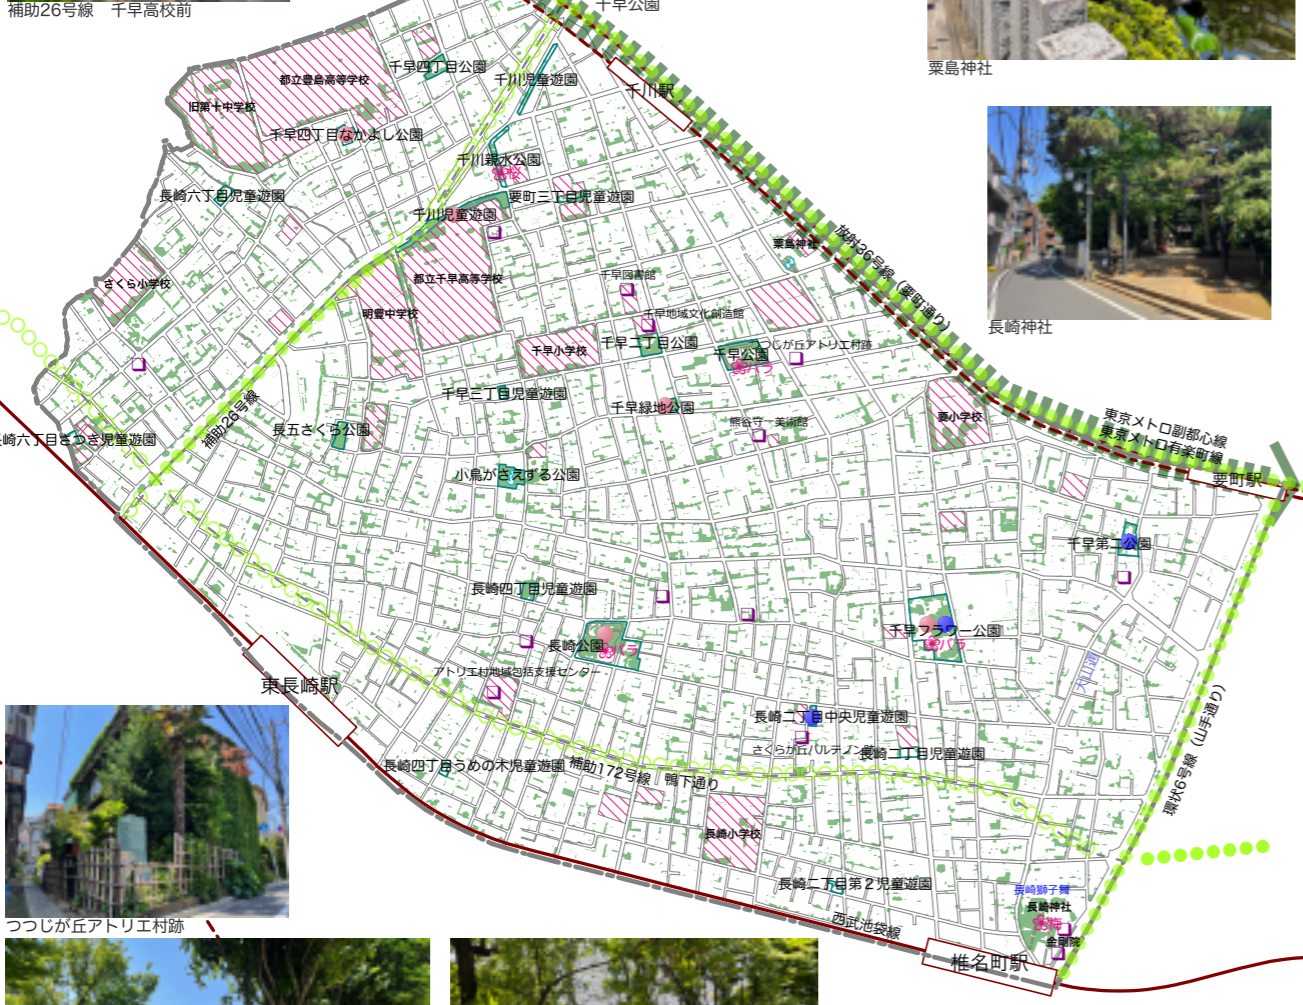 補助26号線　千早高校前
千早公園
粟島神社
千早四丁目公園
都立豊島高等学校
千川児童遊園
千川駅
旧第十中学校
千早四丁目なかよし公園
千川親水公園
桜
長崎六丁目児童遊園
要町三丁目児童遊園
千川児童遊園
粟島神社
放射36号線（要町通り）
長崎神社
都立千早高等学校
さくら小学校
千早図書館
明豊中学校
千早地域文化創造館
千早二丁目公園
つつじが丘アトリエ村跡
千早小学校
千早公園
バラ
千早三丁目児童遊園
千早緑地公園
補助26号線
長五さくら公園
熊谷守一美術館
要小学校
東京メトロ副都心線
東京メトロ有楽町線
長崎六丁目さつき児童遊園
小鳥がさえずる公園
要町駅
千早第二公園
長崎四丁目児童遊園
千早フラワー公園
バラ
長崎公園
バラ
大山道
アトリエ村地域包括支援センター
東長崎駅
環状6号線（山手通り）
長崎二丁目中央児童遊園
さくらが丘パルテノン
長崎二丁目児童遊園
長崎四丁目うめの木児童遊園
補助172号線　鴨下通り
長崎小学校
長崎二丁目第２児童遊園
長崎獅子舞
長崎神社
梅
西武池袋線
金剛院
つつじが丘アトリエ村跡
椎名町駅